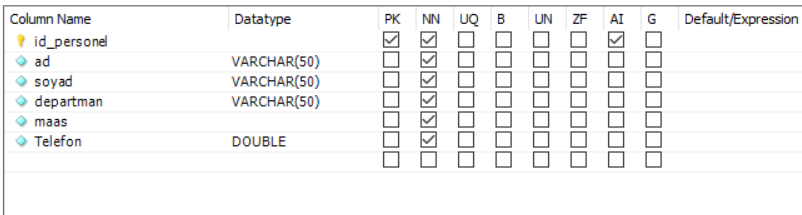 Column Name Datatype PK NN UQ B UN ZF AI G Default/Expression
id_personel
ad VARCHAR(50)
soyad VARCHAR(50)
departman VARCHAR(50)
maas
Telefon DOUBLE